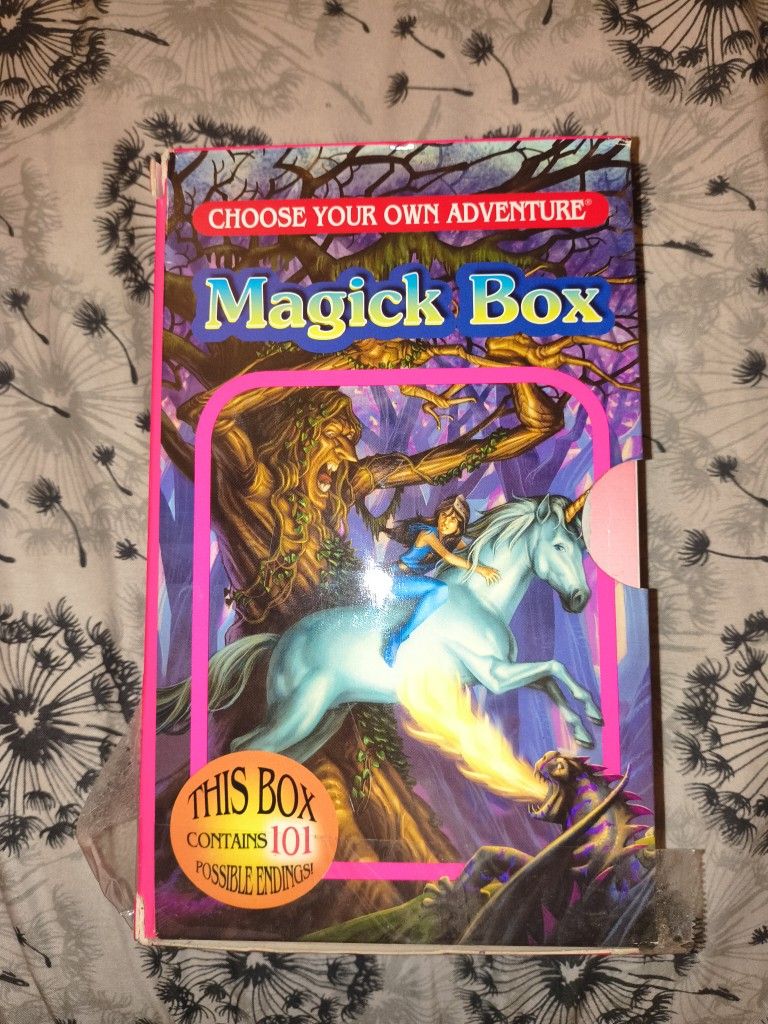 CHOOSE YOUR OWN ADVENTURE®
Magick Box
THIS BOX
CONTAINS 101
POSSIBLE ENDINGS!